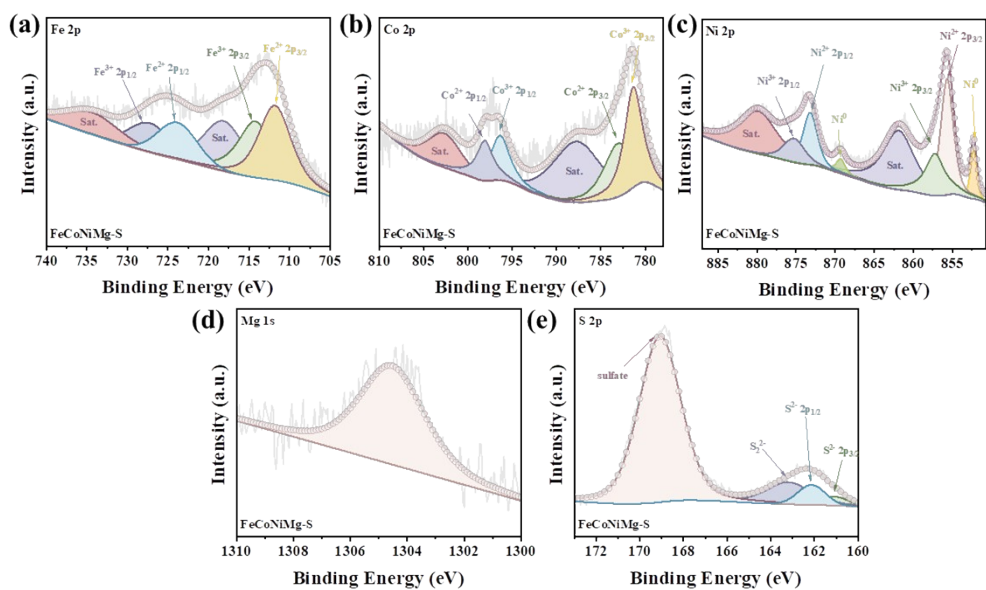 (a)
Fe 2p
Fe³⁺ 2p₁/₂
Fe²⁺ 2p₁/₂
Fe³⁺ 2p₃/₂
Fe²⁺ 2p₃/₂
Sat.
Sat.
FeCoNiMg-S
Intensity (a.u.)
740 735 730 725 720 715 710 705
Binding Energy (eV)
(b)
Co 2p
Co²⁺ 2p₁/₂
Co³⁺ 2p₁/₂
Co²⁺ 2p₃/₂
Co³⁺ 2p₃/₂
Sat.
Sat.
FeCoNiMg-S
Intensity (a.u.)
810 805 800 795 790 785 780
Binding Energy (eV)
(c)
Ni 2p
Ni³⁺ 2p₁/₂
Ni²⁺ 2p₁/₂
Ni⁰
Ni³⁺ 2p₃/₂
Ni²⁺ 2p₃/₂
Ni⁰
Sat.
Sat.
FeCoNiMg-S
Intensity (a.u.)
885 880 875 870 865 860 855
Binding Energy (eV)
(d)
Mg 1s
FeCoNiMg-S
Intensity (a.u.)
1310 1308 1306 1304 1302 1300
Binding Energy (eV)
(e)
S 2p
sulfate
S₂²⁻
S²⁻ 2p₁/₂
S²⁻ 2p₃/₂
FeCoNiMg-S
Intensity (a.u.)
172 170 168 166 164 162 160
Binding Energy (eV)